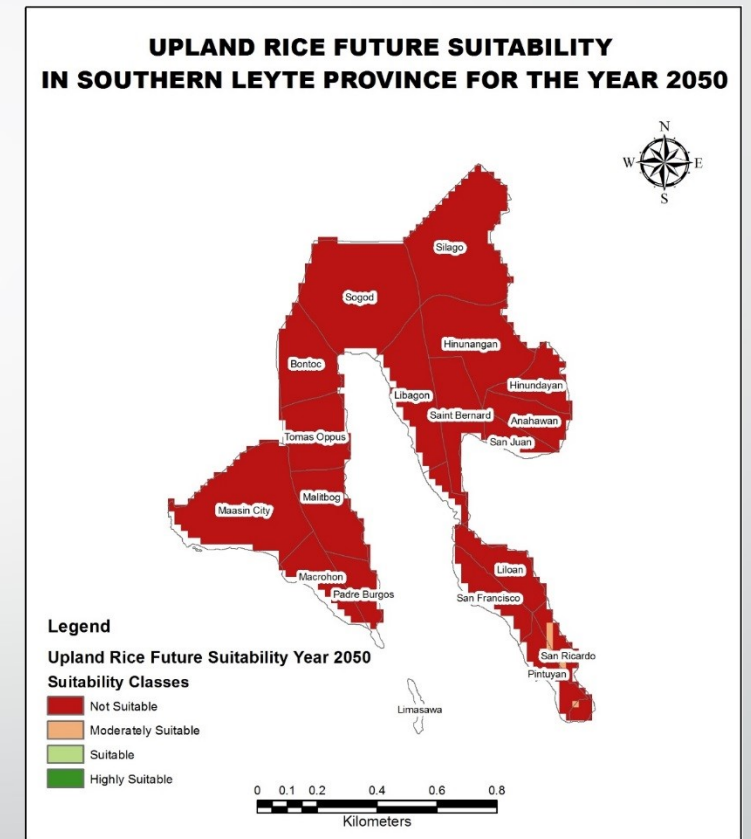 UPLAND RICE FUTURE SUITABILITY
IN SOUTHERN LEYTE PROVINCE FOR THE YEAR 2050
N
W
E
S
Silago
Sogod
Hinunangan
Bontoc
Hinundayan
Libagon
Saint Bernard
Anahawan
Tomas Oppus
San Juan
Malitbog
Maasin City
Liloan
Macrohon
Padre Burgos
San Francisco
San Ricardo
Pintuyan
Limasawa
Legend
Upland Rice Future Suitability Year 2050
Suitability Classes
Not Suitable
Moderately Suitable
Suitable
Highly Suitable
0 0.1 0.2 0.4 0.6 0.8
Kilometers